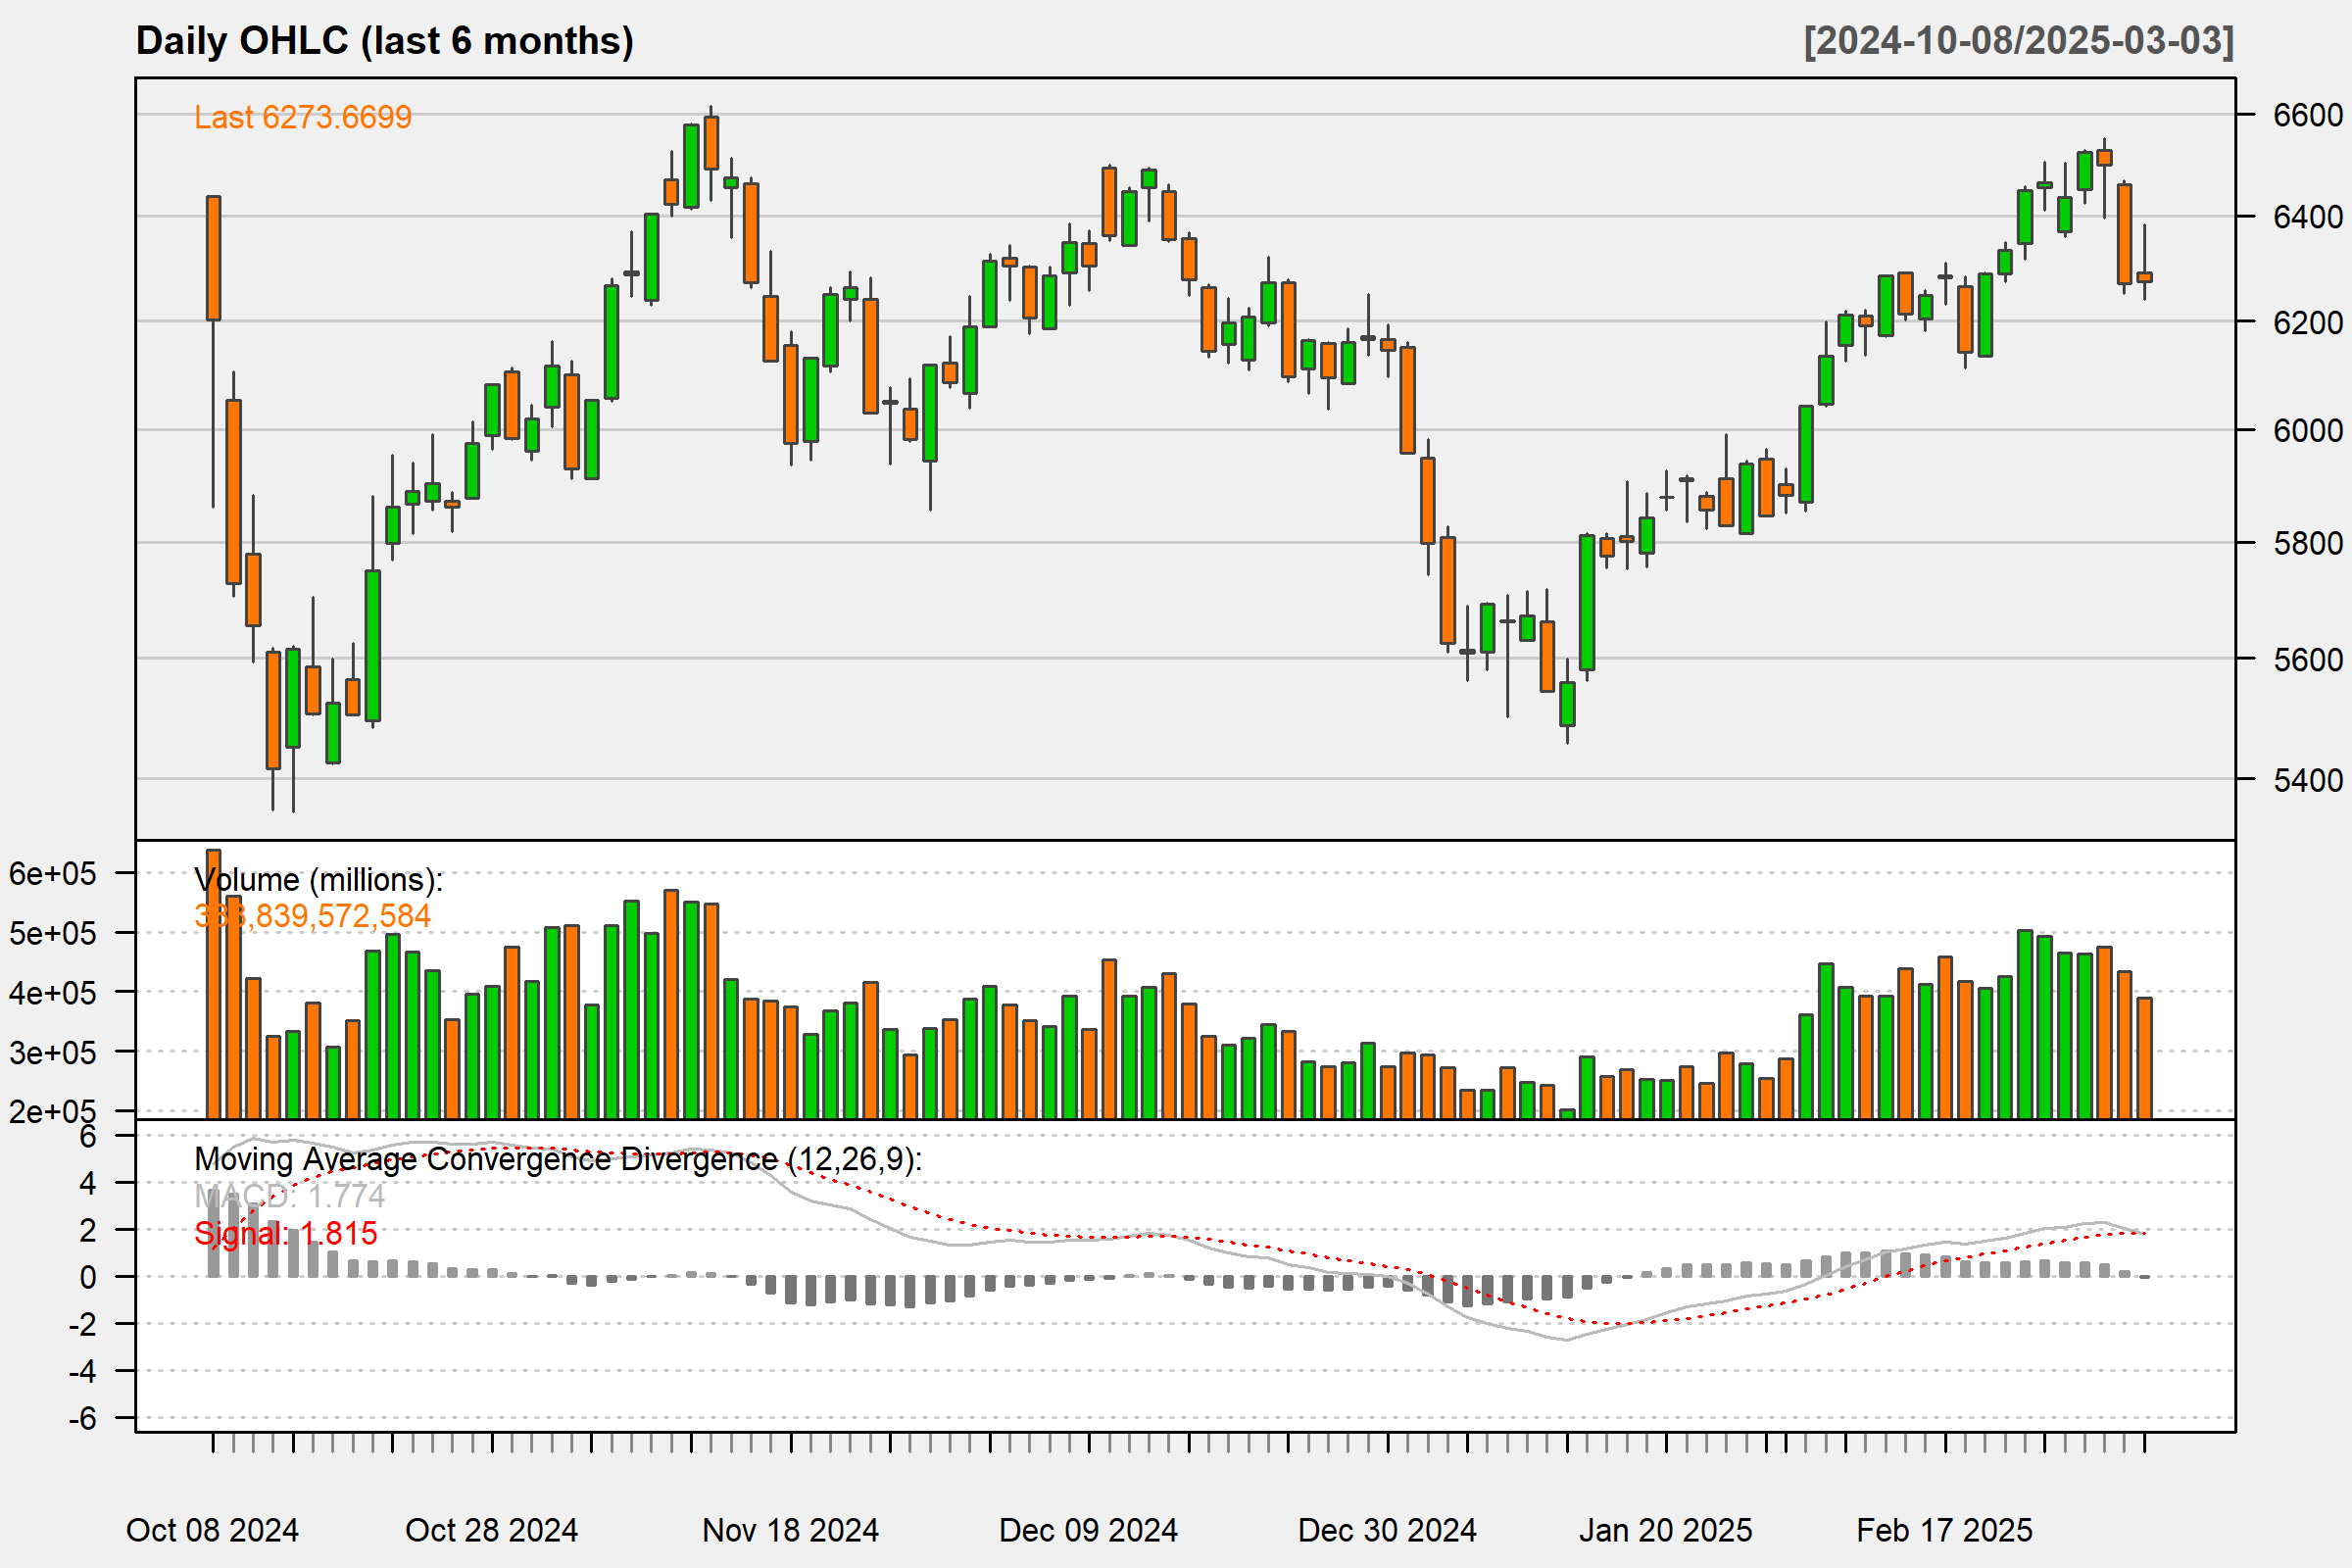 Daily OHLC (last 6 months)
[2024-10-08/2025-03-03]
Last 6273.6699
6600
6400
6200
6000
5800
5600
5400
Volume (millions):
,839,572,584
6e+05
5e+05
4e+05
3e+05
2e+05
Moving Average Convergence Divergence (12,26,9):
MACD: 1.774
Signal: 1.815
6
4
2
0
-2
-4
-6
Oct 08 2024
Oct 28 2024
Nov 18 2024
Dec 09 2024
Dec 30 2024
Jan 20 2025
Feb 17 2025